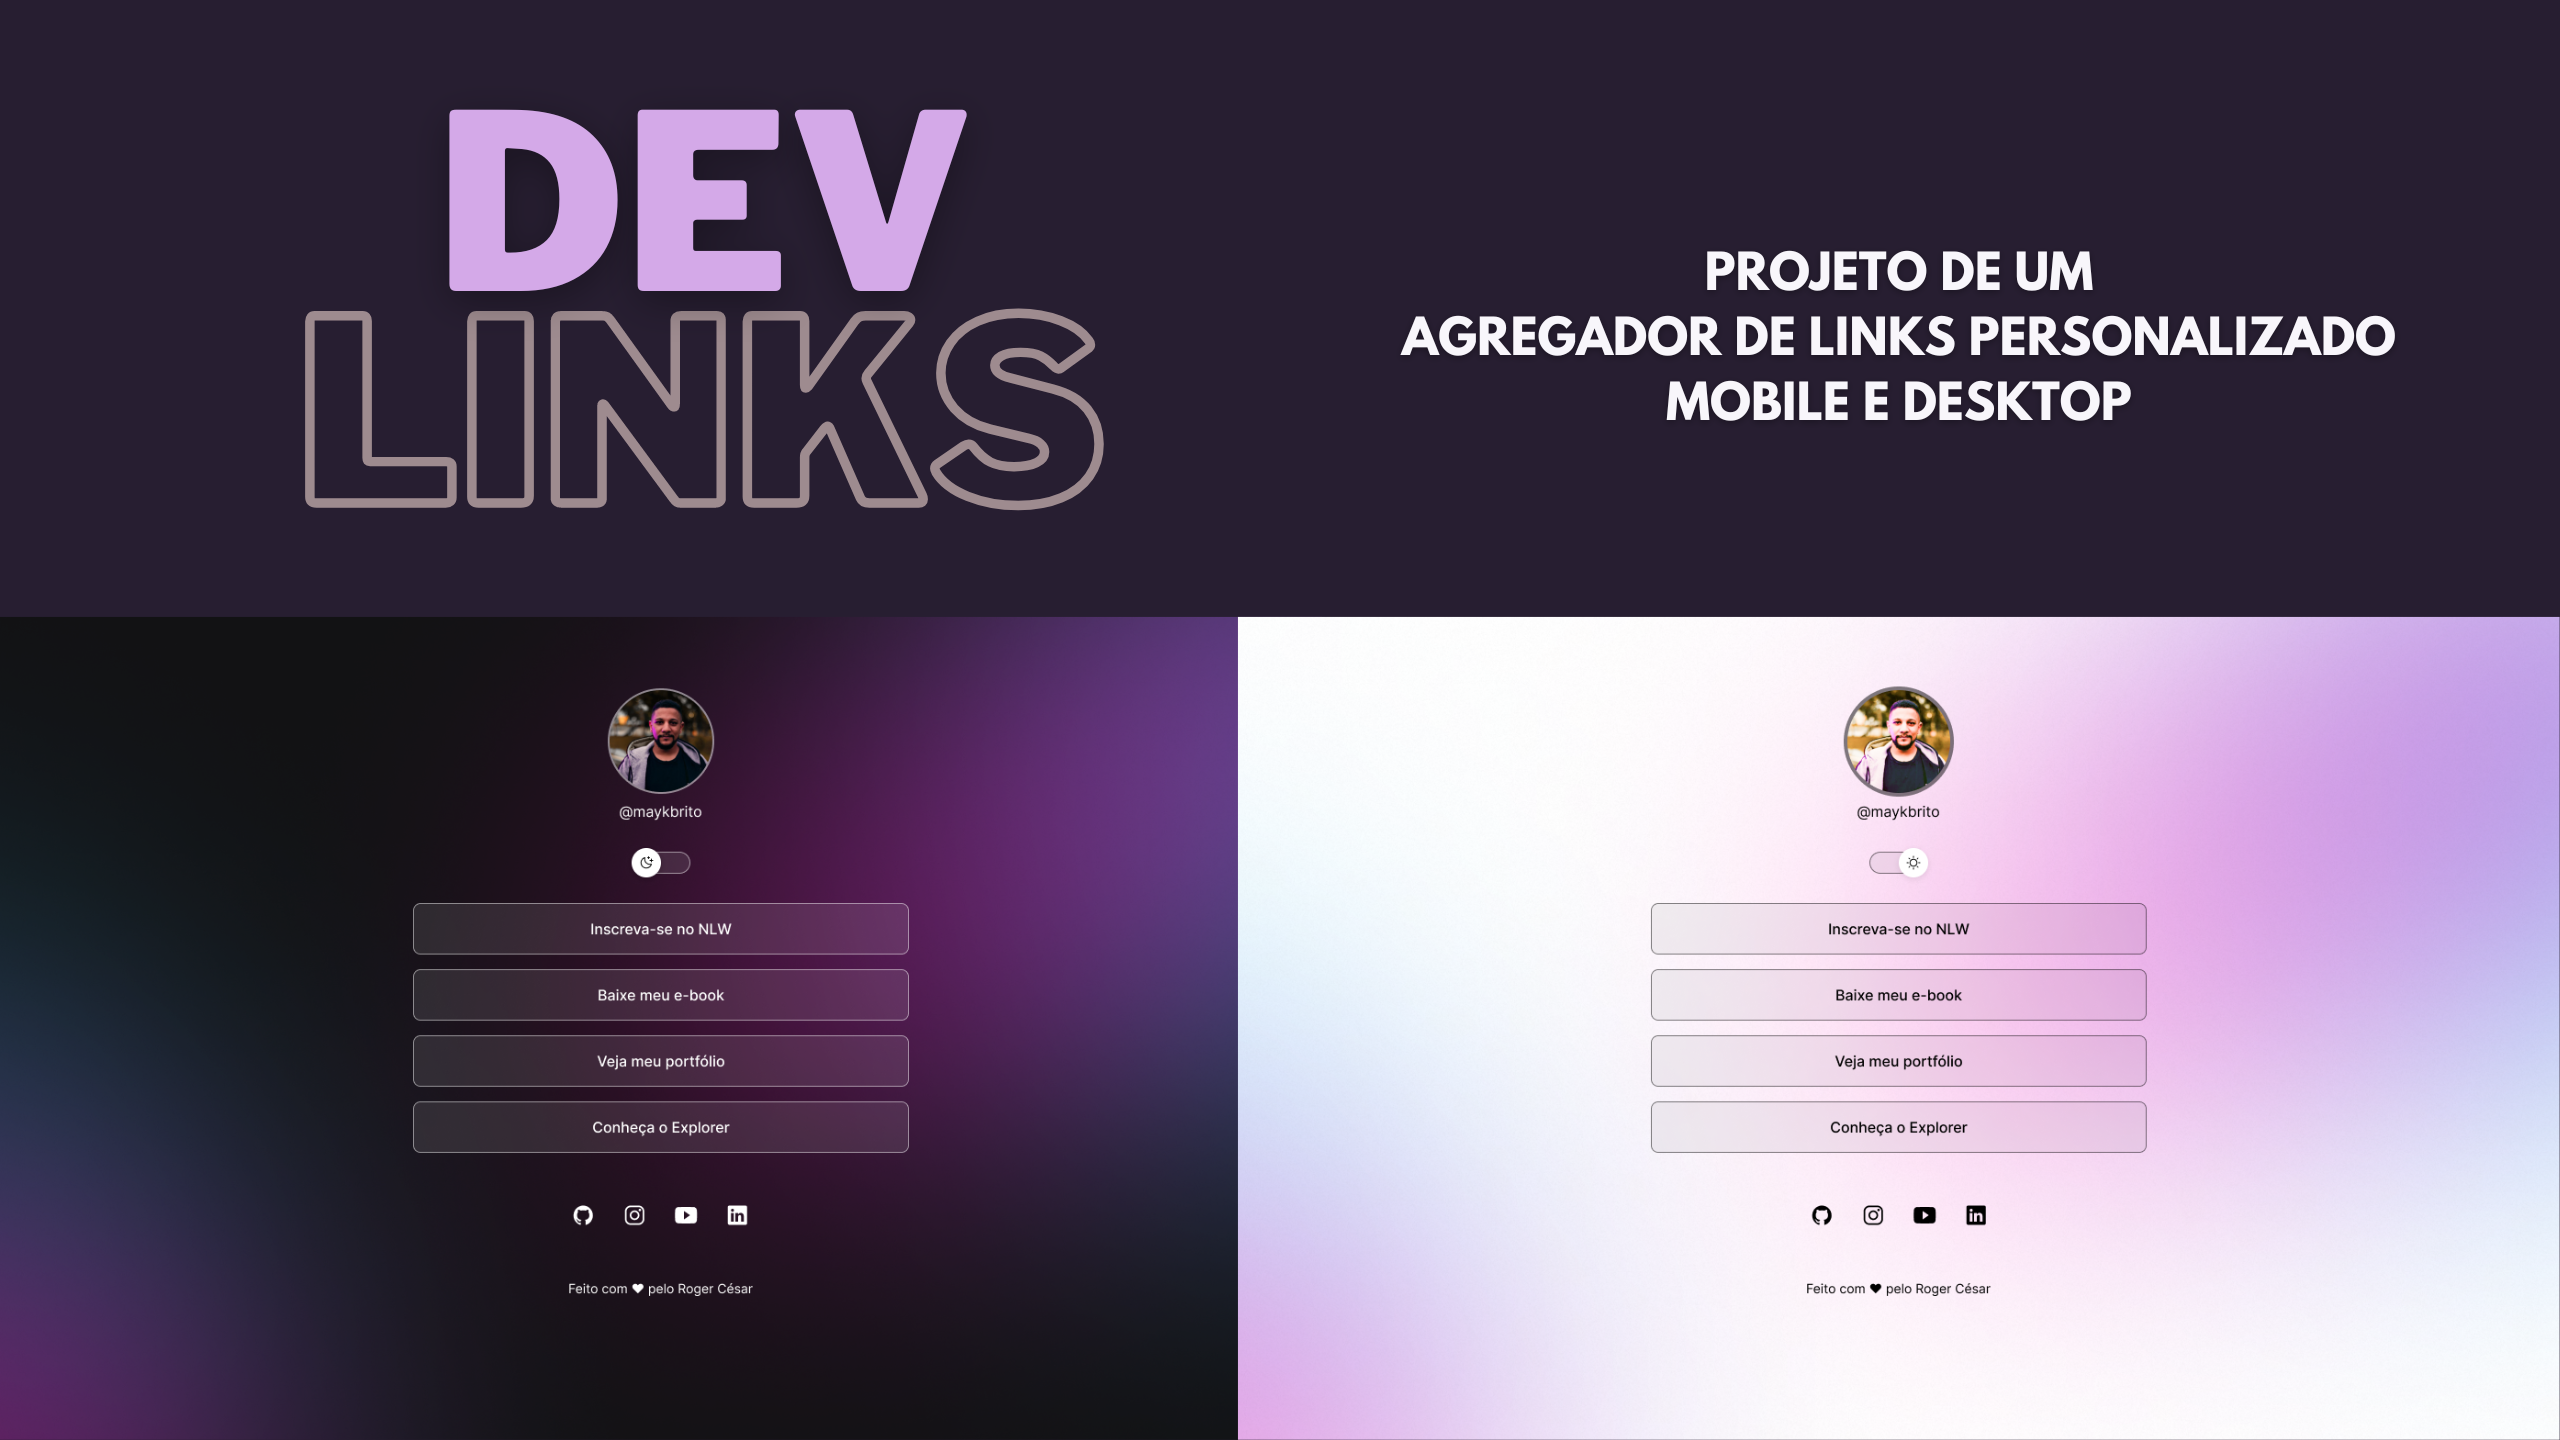 DEV
LINKS
PROJETO DE UM
AGREGADOR DE LINKS PERSONALIZADO
MOBILE E DESKTOP
@maykbrito
Inscreva-se no NLW
Baixe meu e-book
Veja meu portfólio
Conheça o Explorer
Feito com ♥ pelo Roger César
@maykbrito
Inscreva-se no NLW
Baixe meu e-book
Veja meu portfólio
Conheça o Explorer
Feito com ♥ pelo Roger César